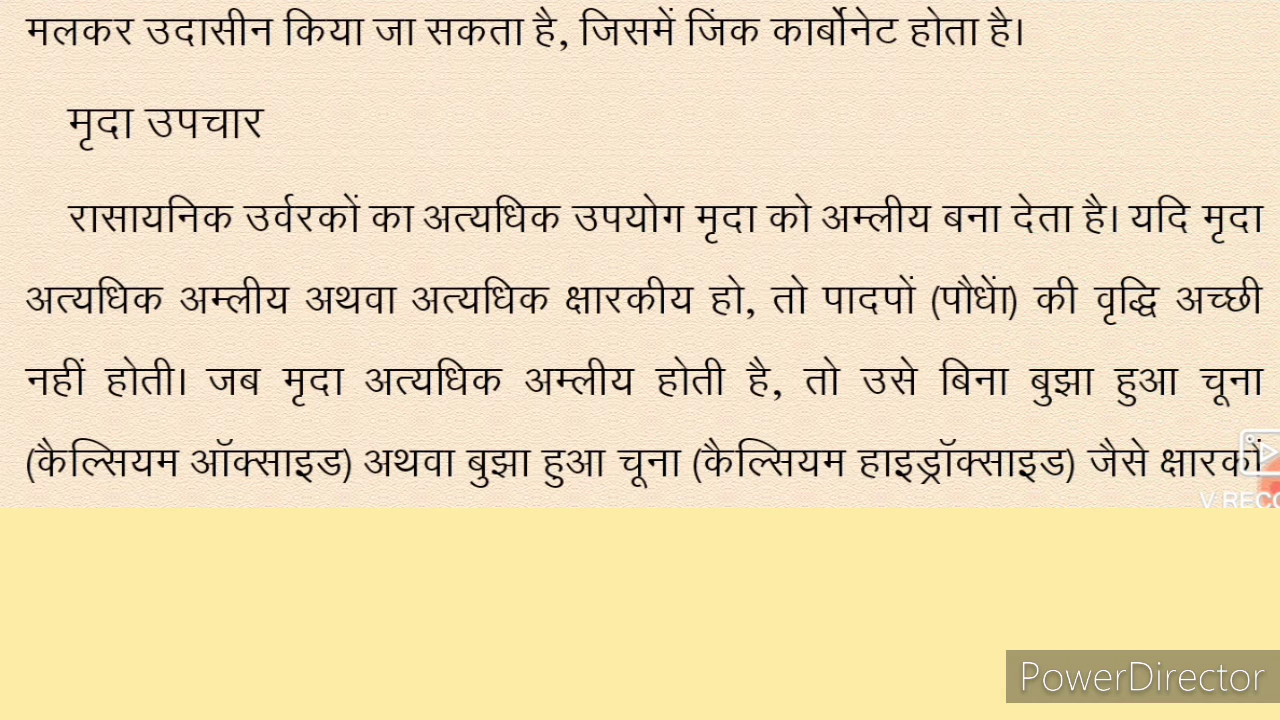 मलकर उदासीन किया जा सकता है, जिसमें जिंक कार्बोनेट होता है।
मृदा उपचार
रासायनिक उर्वरकों का अत्यधिक उपयोग मृदा को अम्लीय बना देता है। यदि मृदा
अत्यधिक अम्लीय अथवा अत्यधिक क्षारकीय हो, तो पादपों (पौधों) की वृद्धि अच्छी
नहीं होती। जब मृदा अत्यधिक अम्लीय होती है, तो उसे बिना बुझा हुआ चूना
(कैल्सियम ऑक्साइड) अथवा बुझा हुआ चूना (कैल्सियम हाइड्रॉक्साइड) जैसे क्षारकों
PowerDirector